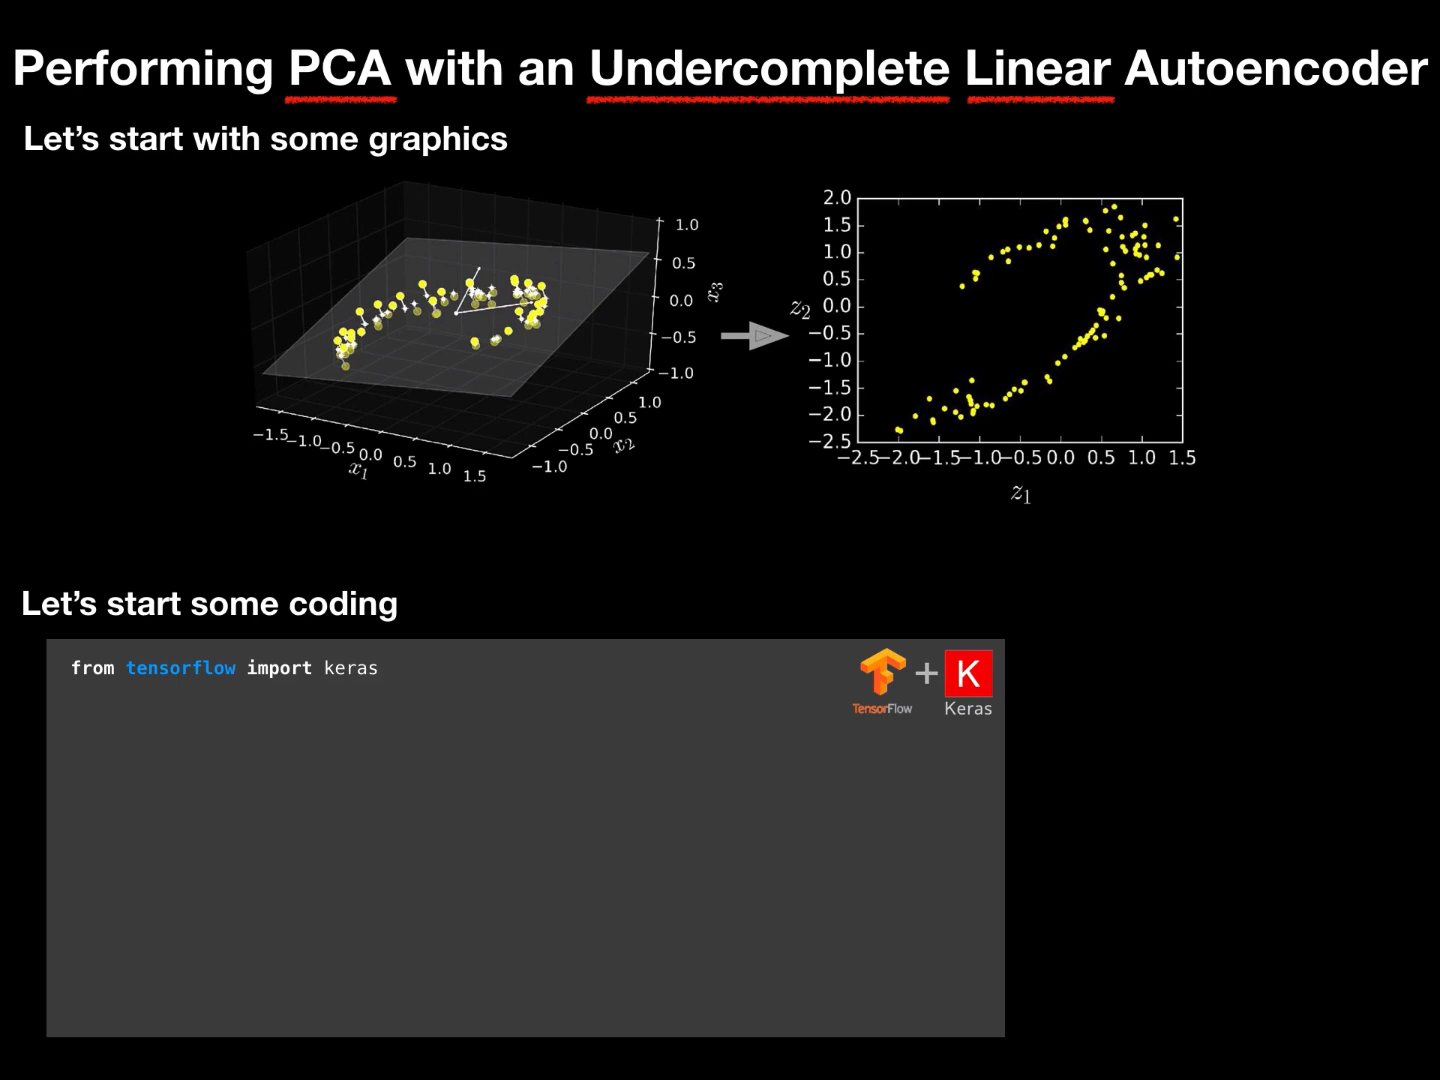 Performing PCA with an Undercomplete Linear Autoencoder
Let’s start with some graphics
1.0
0.5
0.0
−0.5
−1.0
x3
−1.5 −1.0 −0.5 0.0 0.5 1.0 1.5
x1
−1.0 −0.5 0.0 0.5 1.0
x2
2.0
1.5
1.0
0.5
0.0
−0.5
−1.0
−1.5
−2.0
−2.5
z2
−2.5 −2.0 −1.5 −1.0 −0.5 0.0 0.5 1.0 1.5
z1
Let’s start some coding
from tensorflow import keras
TensorFlow
+
K
Keras